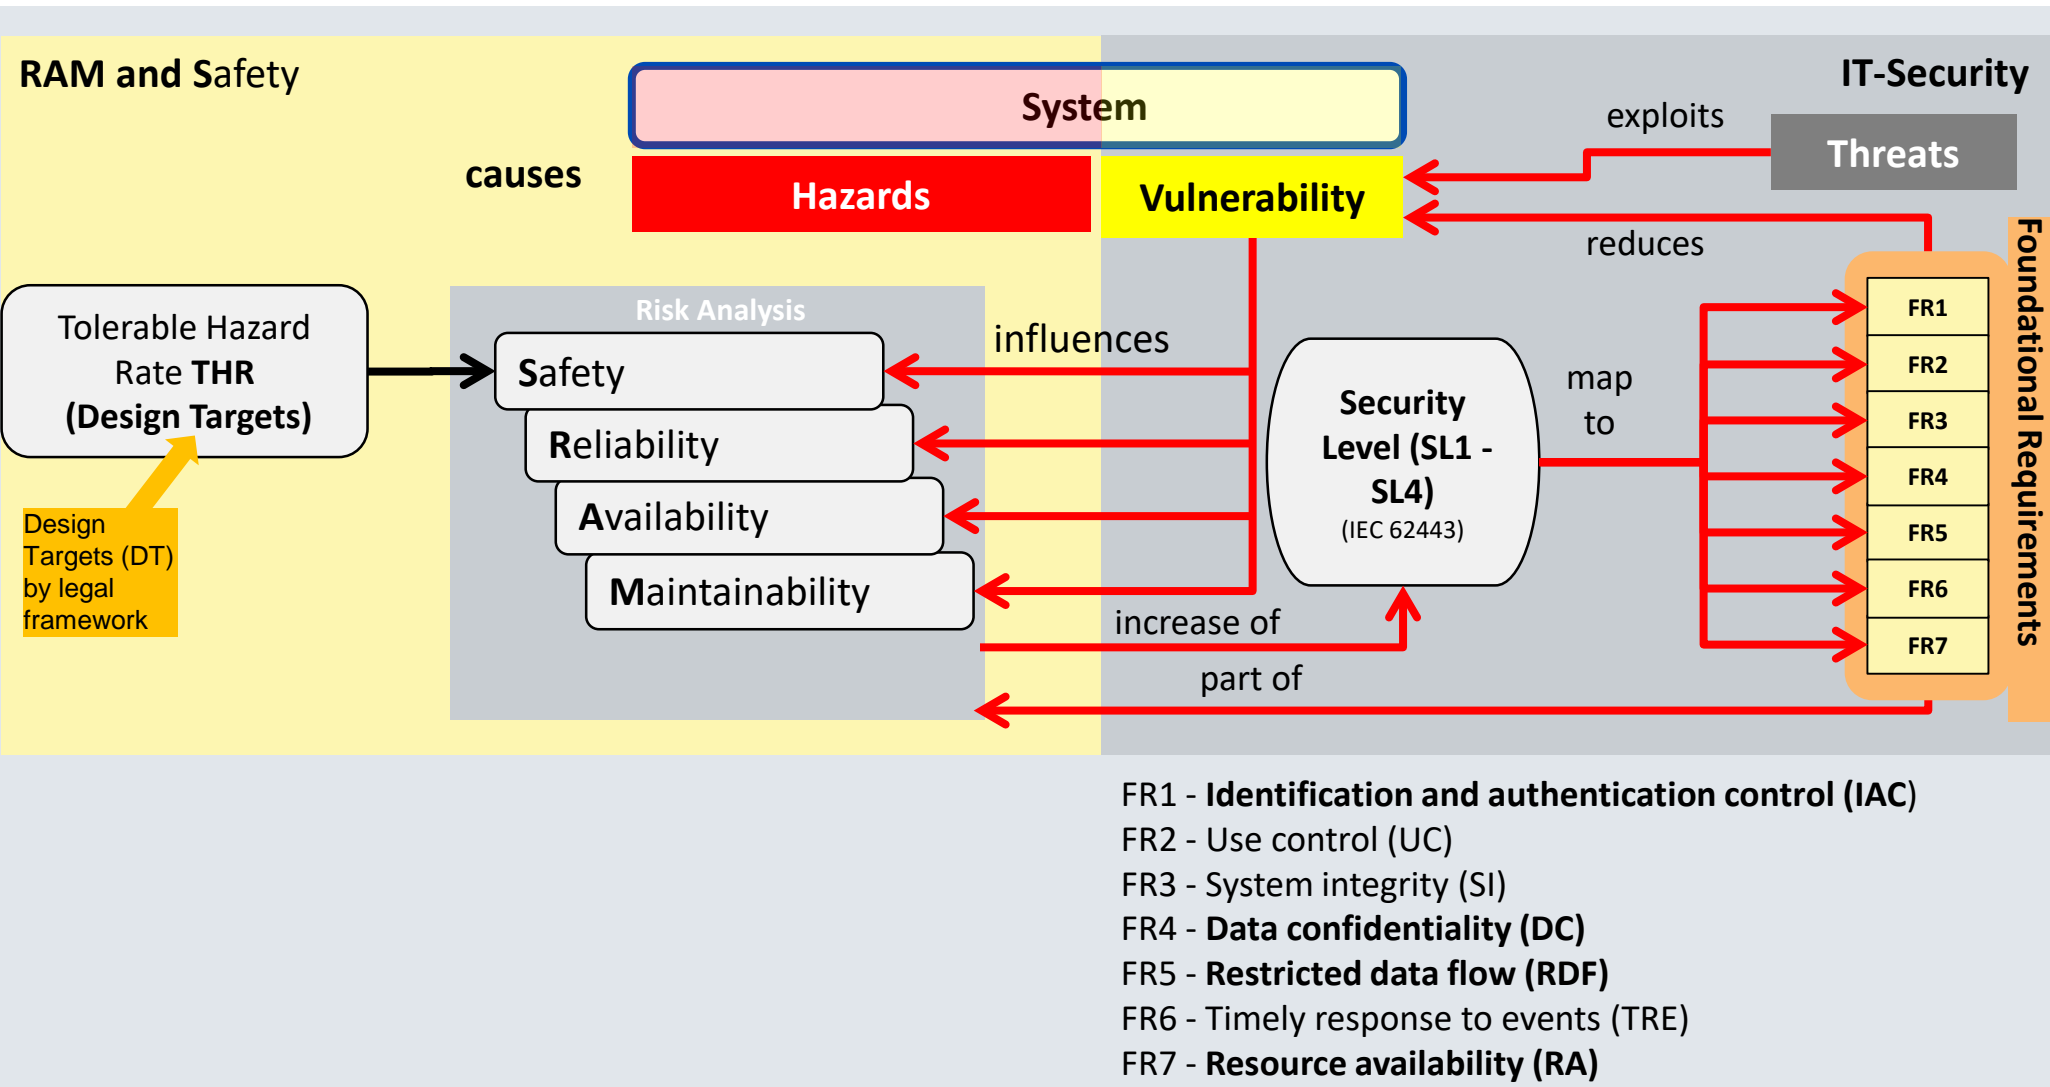 RAM and Safety
IT-Security
System
exploits
Threats
causes
Hazards
Vulnerability
reduces
Foundational Requirements
Tolerable Hazard
Rate THR
(Design Targets)
Risk Analysis
influences
Safety
Reliability
Availability
Maintainability
Security
Level (SL1 -
SL4)
(IEC 62443)
map
to
FR1
FR2
FR3
FR4
FR5
FR6
FR7
Design
Targets (DT)
by legal
framework
increase of
part of
FR1 - Identification and authentication control (IAC)
FR2 - Use control (UC)
FR3 - System integrity (SI)
FR4 - Data confidentiality (DC)
FR5 - Restricted data flow (RDF)
FR6 - Timely response to events (TRE)
FR7 - Resource availability (RA)